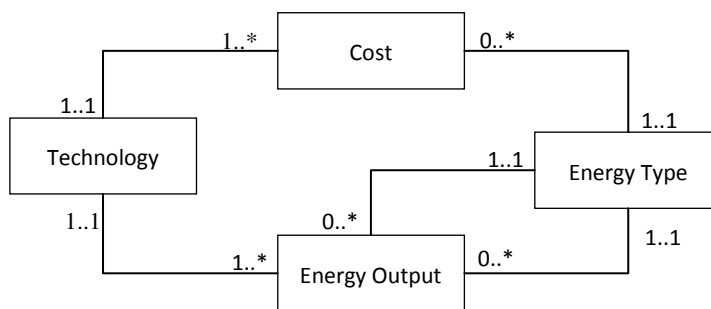 1..* Cost 0..*
1..1 1..1
Technology 1..1 Energy Type
1..1 0..* 1..1
1..* Energy Output 0..*